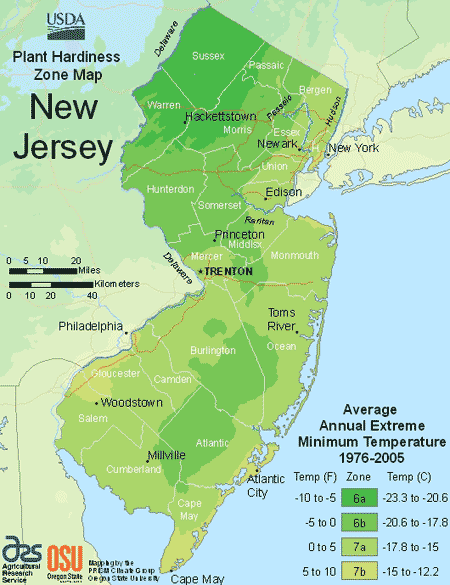 USDA
Plant Hardiness
Zone Map
New
Jersey
Delaware
Sussex
Passaic
Bergen
Warren
Hackettstown
Passaic
Hudson
Morris
Essex
Newark
H
New York
Union
Hunterdon
Somerset
Edison
Raritan
Princeton
Middlsx
Mercer
Monmouth
Delaware
TRENTON
0 10 20
Miles
Kilometers
0 20 40
Philadelphia
Toms
River
Burlington
Ocean
Gloucester
Camden
Woodstown
Salem
Atlantic
Millville
Cumberland
Atlantic
City
Cape
May
Cape May
Average
Annual Extreme
Minimum Temperature
1976-2005
Temp (F) Zone Temp (C)
-10 to -5 6a -23.3 to -20.6
-5 to 0 6b -20.6 to -17.8
0 to 5 7a -17.8 to -15
5 to 10 7b -15 to -12.2
ars
Agricultural
Research
Service
OSU
Oregon State
Mapping by the
PRISM Climate Group
Oregon State University